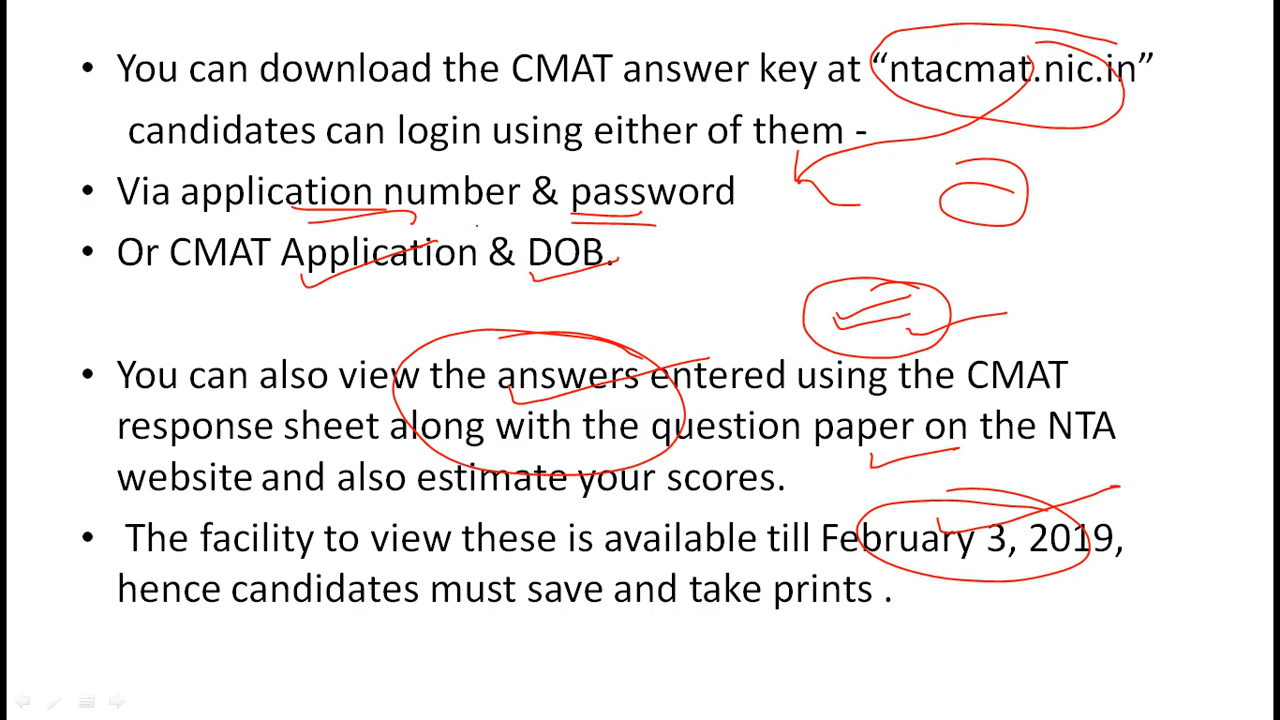 • You can download the CMAT answer key at “ntacmat.nic.in”
candidates can login using either of them -
• Via application number & password
• Or CMAT Application & DOB.
• You can also view the answers entered using the CMAT
response sheet along with the question paper on the NTA
website and also estimate your scores.
• The facility to view these is available till February 3, 2019,
hence candidates must save and take prints .